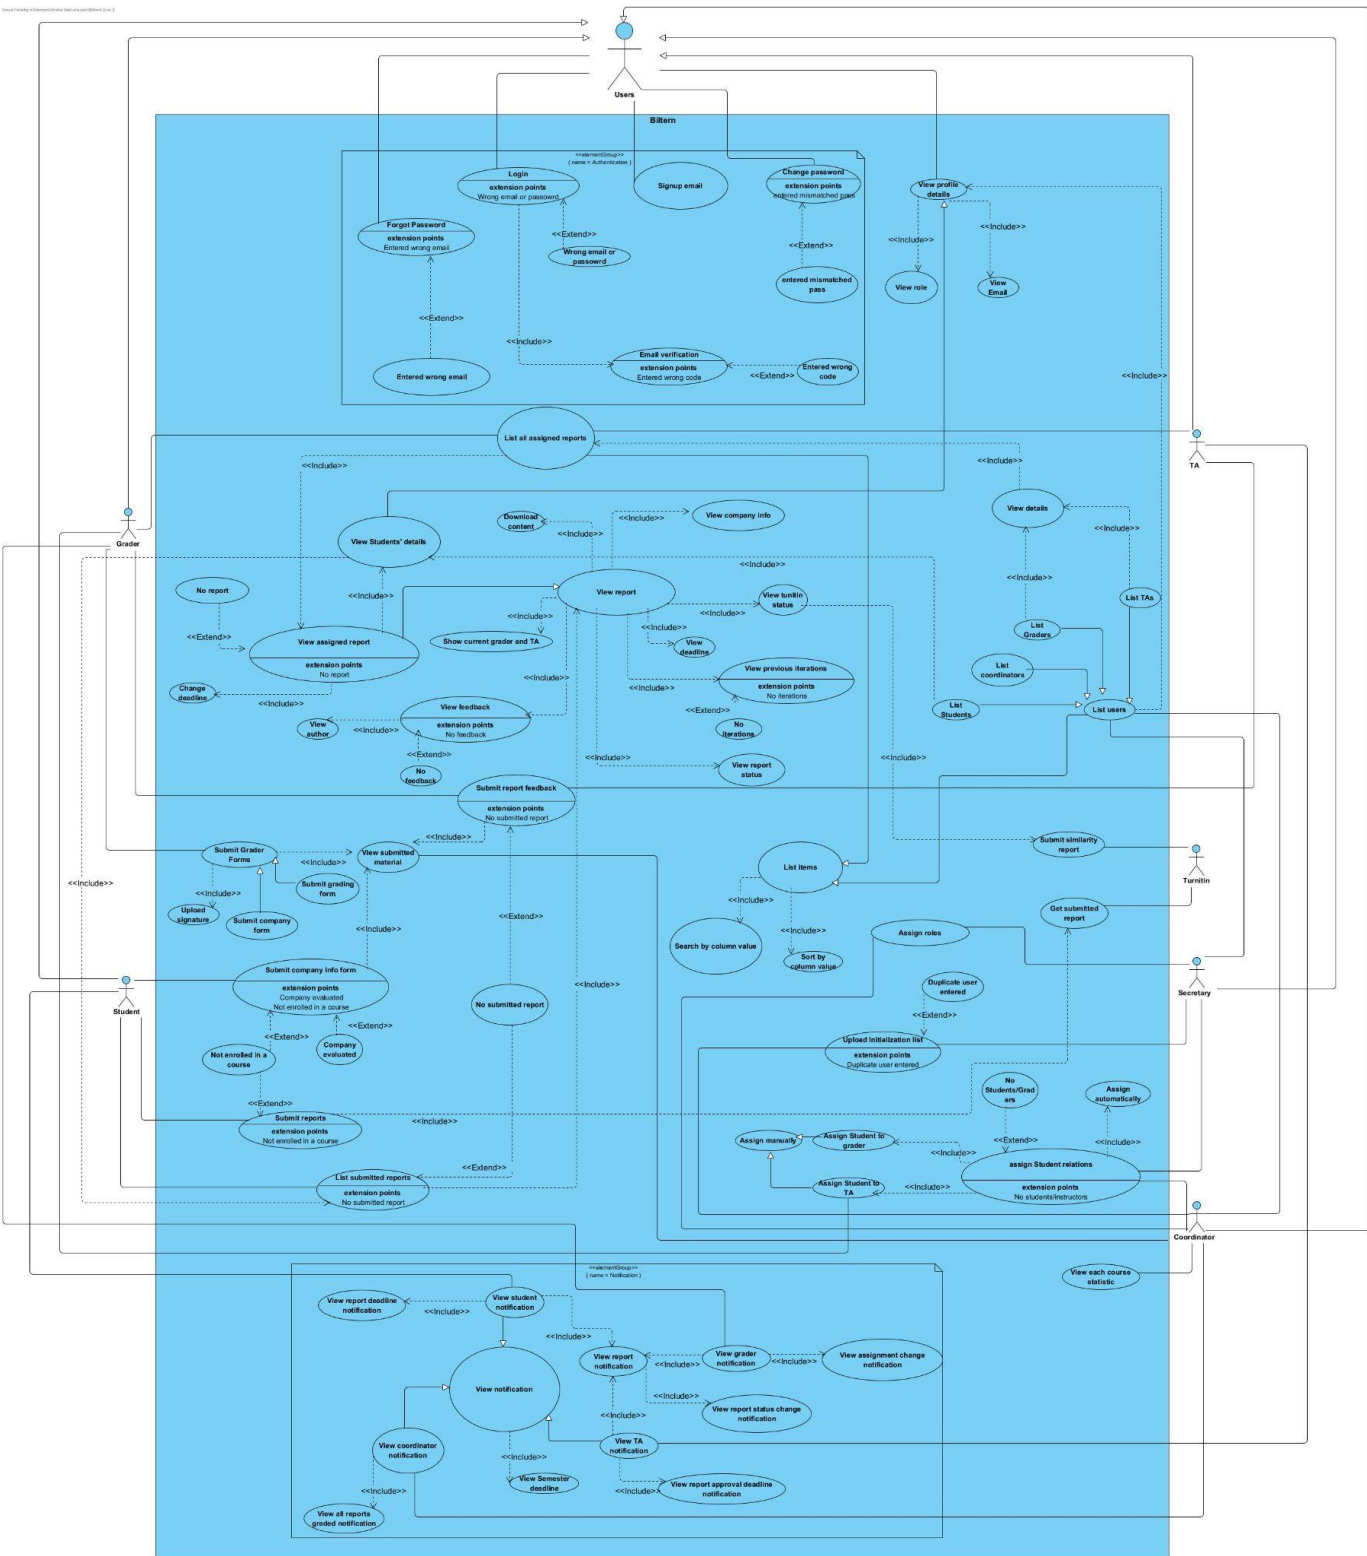 Users
Biltern
<<elementGroup>>
{ name = Authentication }
Login
extension points
Wrong email or passowrd
Signup email
Change password
extension points
entered mismatched pass
View profile
details
Forgot Password
extension points
Entered wrong email
<<Extend>>
Wrong email or
passowrd
<<Extend>>
entered mismatched
pass
<<Include>>
<<Include>>
View role
View
Email
<<Extend>>
<<Include>>
Entered wrong email
Email verification
extension points
Entered wrong code
<<Extend>>
Entered wrong
code
<<Include>>
List all assigned reports
TA
<<Include>>
<<Include>>
View details
Grader
Download
content
<<Include>>
View company info
View Students' details
<<Include>>
<<Include>>
<<Include>>
<<Include>>
No report
View report
<<Include>>
<<Include>>
View tunitin
status
<<Include>>
List TAs
<<Extend>>
View assigned report
extension points
No report
Show current grader and TA
View
deadline
List
Graders
Change
deadline
<<Include>>
<<Include>>
<<Include>>
View previous iterations
extension points
No iterations
List
coordinators
View feedback
extension points
No feedback
View
author
<<Include>>
<<Extend>>
No
iterations
List
Students
List users
<<Extend>>
No
feedback
<<Include>>
View report
status
<<Include>>
Submit report feedback
extension points
No submitted report
<<Include>>
Submit Grader
Forms
<<Include>>
View submitted
material
List items
Submit similarity
report
Turnitin
<<Include>>
<<Include>>
Submit grading
form
<<Include>>
<<Include>>
Upload
signature
Submit company
form
<<Extend>>
<<Include>>
Get submitted
report
Search by column value
Sort by
column value
Assign roles
Submit company info form
extension points
Company evaluated
Not enrolled in a course
Student
No submitted report
<<Include>>
Duplicate user
entered
Secretary
<<Extend>>
<<Extend>>
<<Extend>>
Not enrolled in a
course
Company
evaluated
Upload initialization list
extension points
Duplicate user entered
<<Extend>>
No
Students/Grad
ers
Assign
automatically
Submit reports
extension points
Not enrolled in a course
<<Include>>
Assign manually
Assign Student to
grader
<<Extend>>
<<Include>>
<<Include>>
<<Extend>>
assign Student relations
extension points
No students/instructors
List submitted reports
extension points
No submitted report
Assign Student to
TA
<<Include>>
Coordinator
View each course
statistic
<<elementGroup>>
{ name = Notification }
View report deadline
notification
<<Include>>
View student
notification
<<Include>>
View report
notification
<<Include>>
View grader
notification
<<Include>>
View assignment change
notification
View notification
<<Include>>
View report status change
notification
<<Include>>
View coordinator
notification
View TA
notification
<<Include>>
View Semester
deadline
<<Include>>
View report approval deadline
notification
<<Include>>
View all reports
graded notification